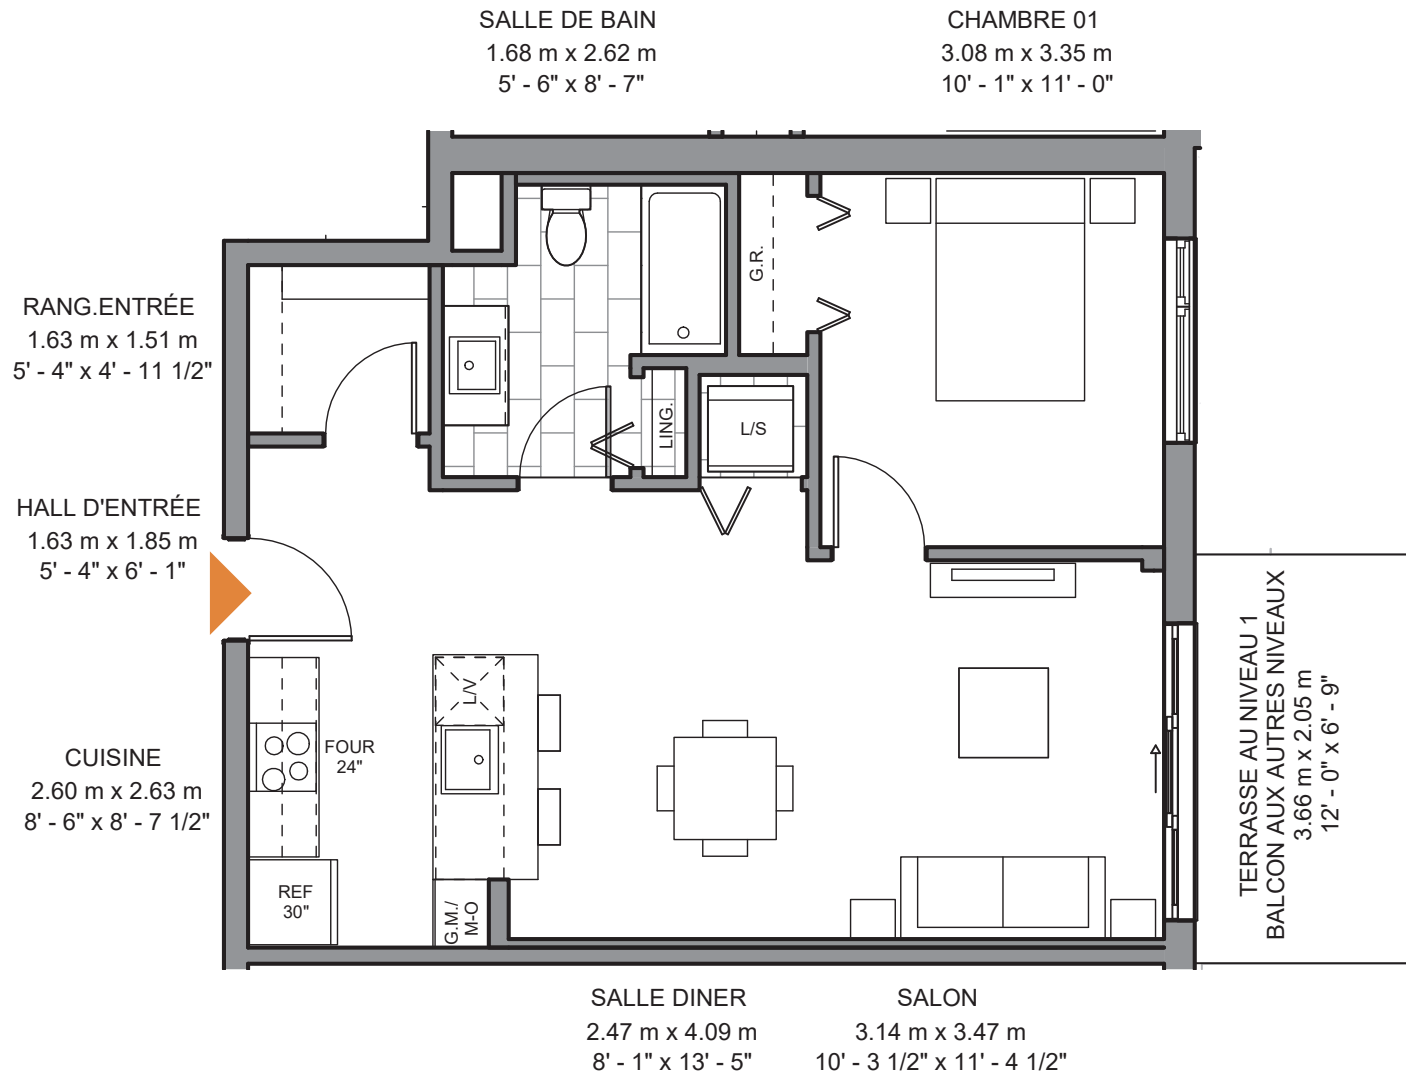 SALLE DE BAIN
1.68 m x 2.62 m
5' - 6" x 8' - 7"
CHAMBRE 01
3.08 m x 3.35 m
10' - 1" x 11' - 0"
RANG.ENTRÉE
1.63 m x 1.51 m
5' - 4" x 4' - 11 1/2"
G.R.
LING.
L/S
HALL D'ENTRÉE
1.63 m x 1.85 m
5' - 4" x 6' - 1"
CUISINE
2.60 m x 2.63 m
8' - 6" x 8' - 7 1/2"
FOUR
24"
L/V
REF
30"
G.M./
M-O
TERRASSE AU NIVEAU 1
BALCON AUX AUTRES NIVEAUX
3.66 m x 2.05 m
12' - 0" x 6' - 9"
SALLE DINER
2.47 m x 4.09 m
8' - 1" x 13' - 5"
SALON
3.14 m x 3.47 m
10' - 3 1/2" x 11' - 4 1/2"